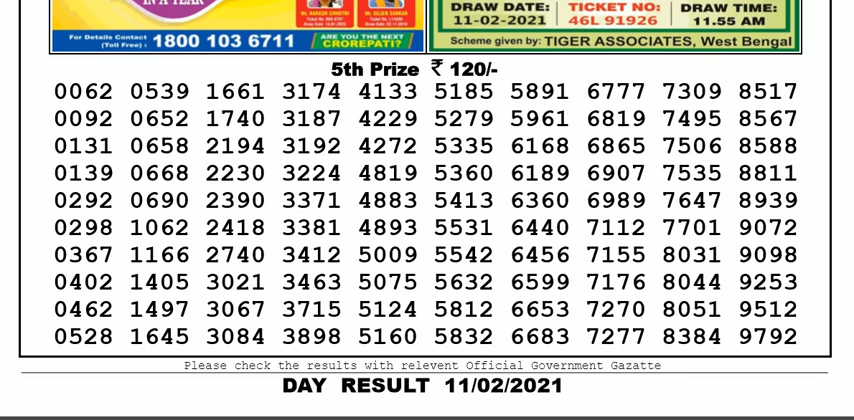 IN A YEAR
For Details Contact (Toll Free) : 1800 103 6711
ARE YOU THE NEXT CROREPATI?
DRAW DATE: 11-02-2021
TICKET NO: 46L 91926
DRAW TIME: 11.55 AM
Scheme given by: TIGER ASSOCIATES, West Bengal
5th Prize ₹ 120/-
0062 0539 1661 3174 4133 5185 5891 6777 7309 8517
0092 0652 1740 3187 4229 5279 5961 6819 7495 8567
0131 0658 2194 3192 4272 5335 6168 6865 7506 8588
0139 0668 2230 3224 4819 5360 6189 6907 7535 8811
0292 0690 2390 3371 4883 5413 6360 6989 7647 8939
0298 1062 2418 3381 4893 5531 6440 7112 7701 9072
0367 1166 2740 3412 5009 5542 6456 7155 8031 9098
0402 1405 3021 3463 5075 5632 6599 7176 8044 9253
0462 1497 3067 3715 5124 5812 6653 7270 8051 9512
0528 1645 3084 3898 5160 5832 6683 7277 8384 9792
Please check the results with relevent Official Government Gazatte
DAY RESULT 11/02/2021